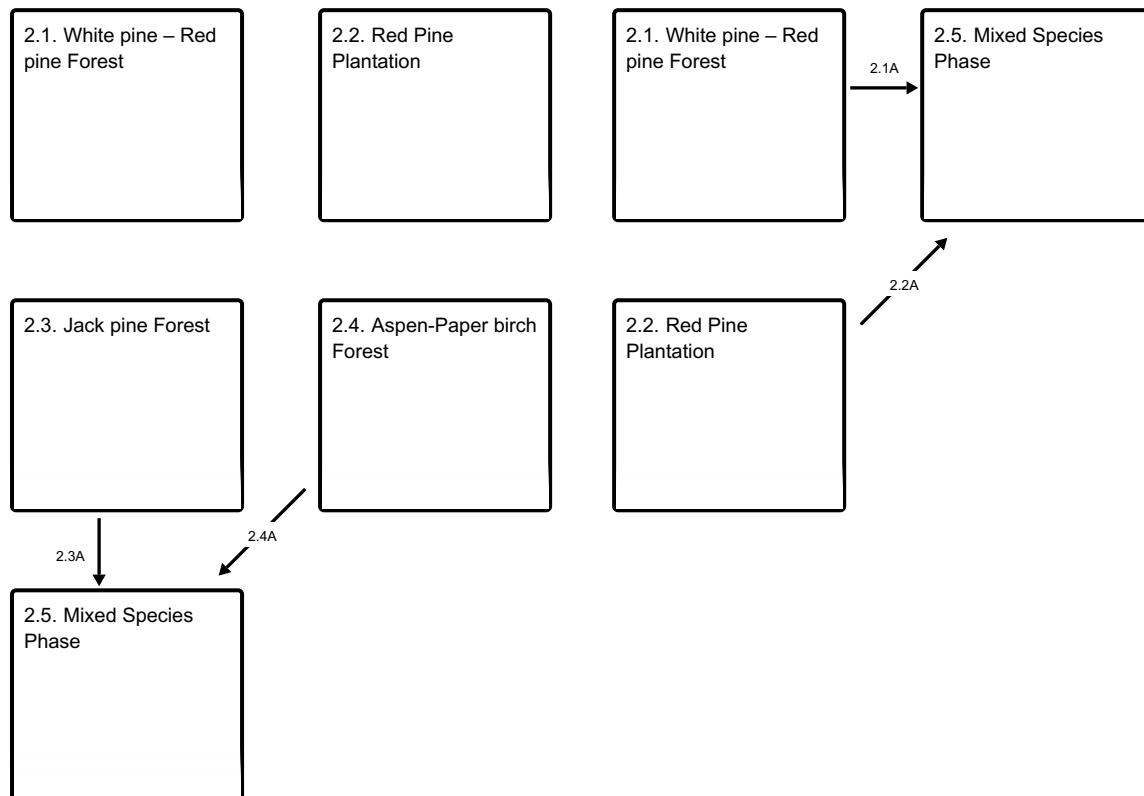 2.1. White pine – Red
pine Forest
2.2. Red Pine
Plantation
2.1. White pine – Red
pine Forest
2.1A
2.5. Mixed Species
Phase
2.2A
2.3. Jack pine Forest
2.4. Aspen-Paper birch
Forest
2.2. Red Pine
Plantation
2.3A
2.4A
2.5. Mixed Species
Phase